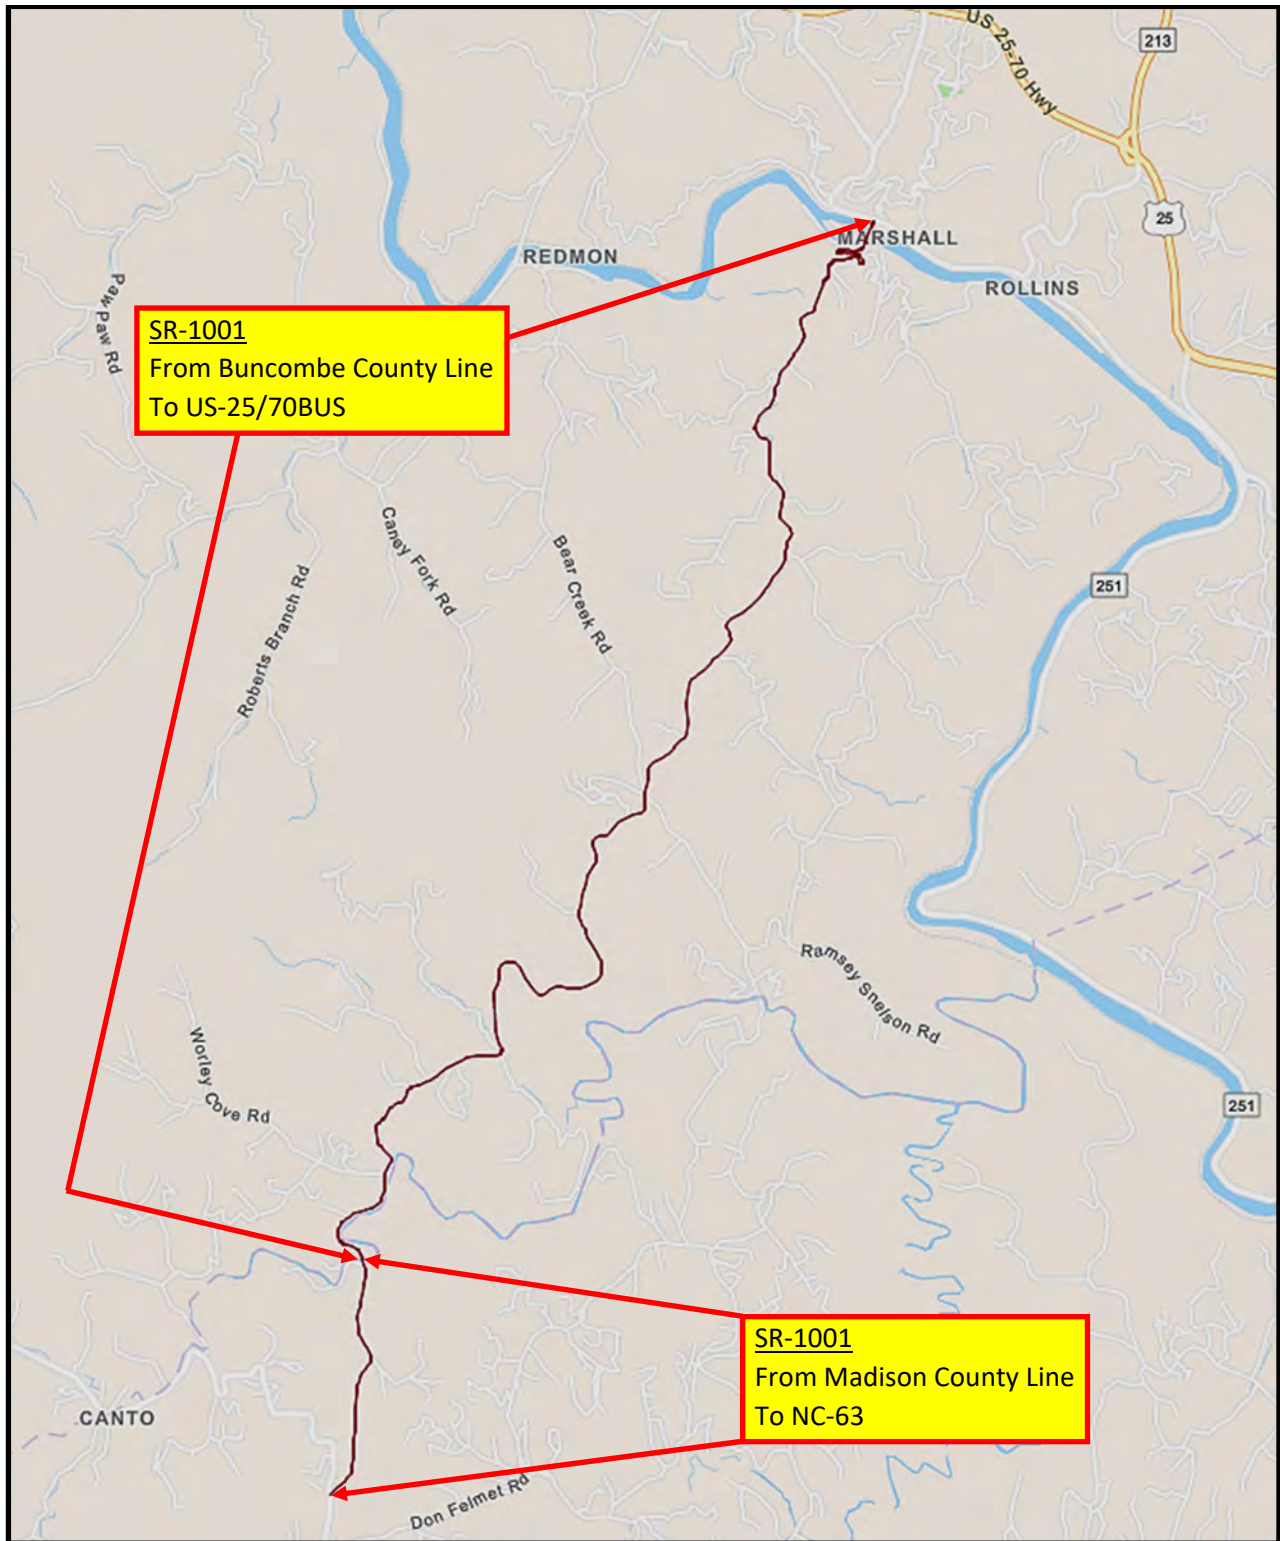 US 25-70 Hwy
213
25
MARSHALL
REDMON
ROLLINS
Paw Paw Rd
Paw
SR-1001
From Buncombe County Line
To US-25/70BUS
Caney Fork Rd
Bear Creek Rd
251
Roberts Branch Rd
Ramsey Snelson Rd
Worley Cove Rd
251
SR-1001
From Madison County Line
To NC-63
CANTO
Don Felmet Rd